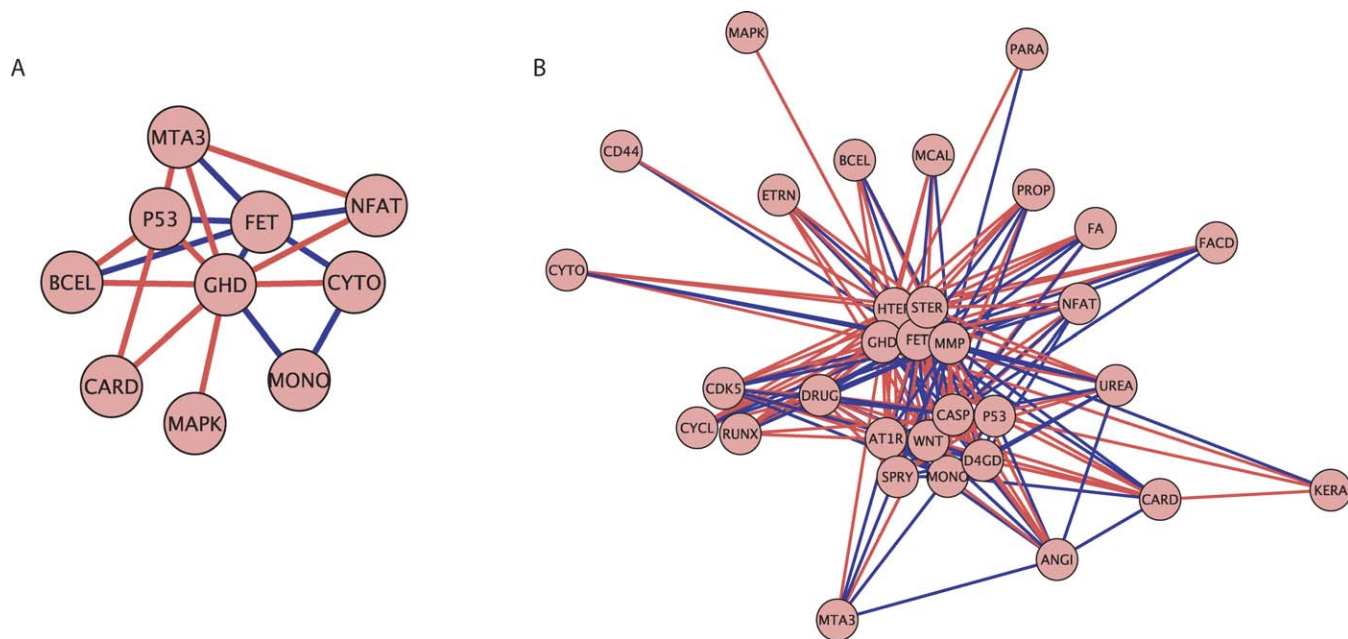 A
MTA3
P53
FET
NFAT
BCEL
GHD
CYTO
CARD
MAPK
MONO
B
MAPK
PARA
CD44
BCEL
MCAL
ETRN
PROP
FA
FACD
CYTO
HTER
STER
NFAT
GHD
FET
MMP
CDK5
DRUG
UREA
CYCL
RUNX
CASP
P53
AT1R
WNT
D4GD
SPRY
MONO
CARD
KERA
ANGI
MTA3